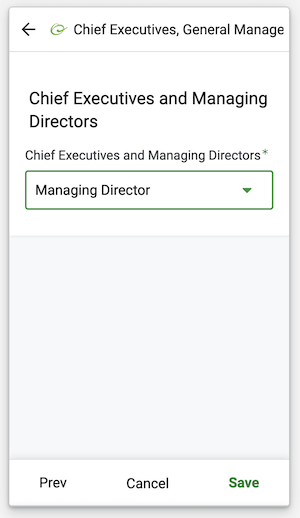 Chief Executives, General Manage
Chief Executives and Managing
Directors
Chief Executives and Managing Directors*
Managing Director
Prev
Cancel
Save